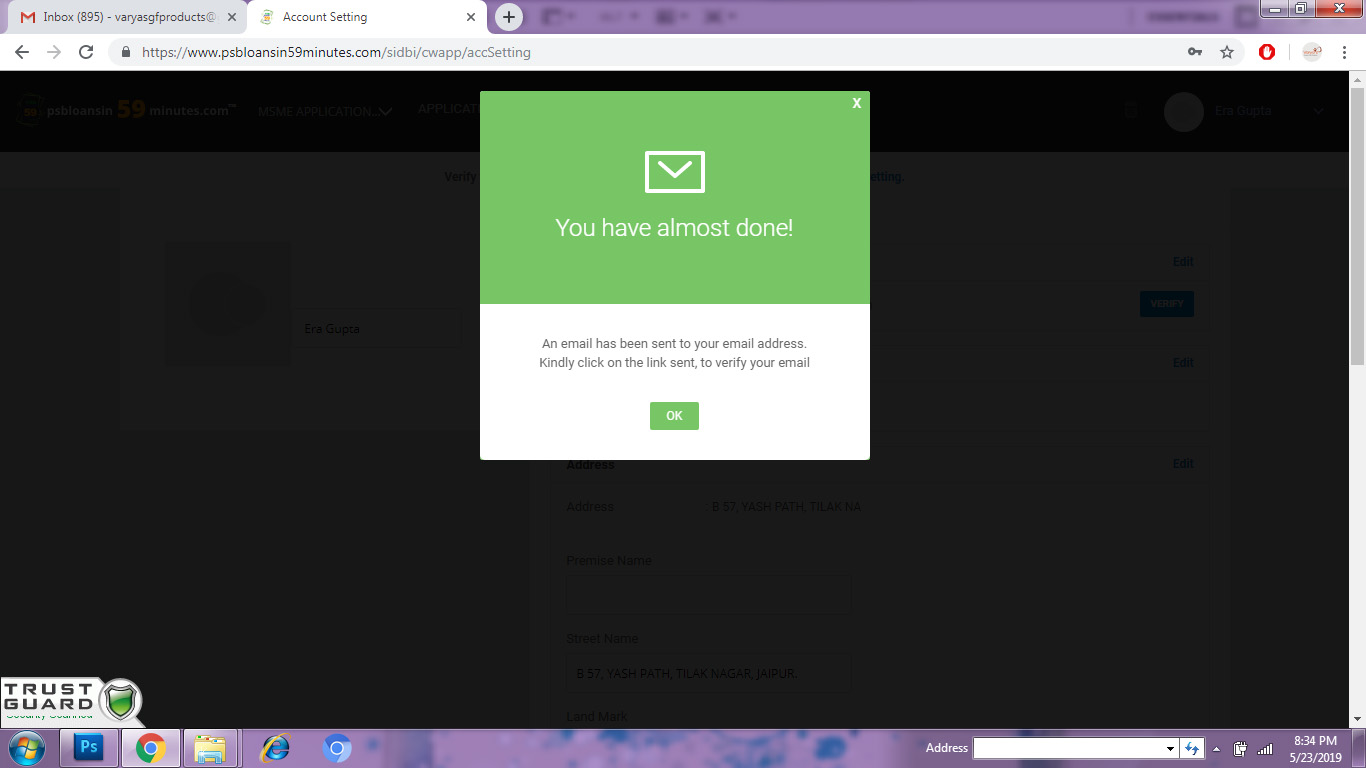 Inbox (895) - varyasgfproducts@
Account Setting
https://www.psbloansin59minutes.com/sidbi/cwapp/accSetting
psbloansin 59 minutes.com™
MSME APPLICATION...
APPLICAT
Era Gupta
X
Verify
etting.
You have almost done!
Edit
VERIFY
Era Gupta
An email has been sent to your email address.
Kindly click on the link sent, to verify your email
Edit
OK
Address
Edit
Address
: B 57, YASH PATH, TILAK NA
Premise Name
Street Name
B 57, YASH PATH, TILAK NAGAR, JAIPUR.
Land Mark
TRUST
GUARD
Security Scanned
Ps
Address
8:34 PM
5/23/2019